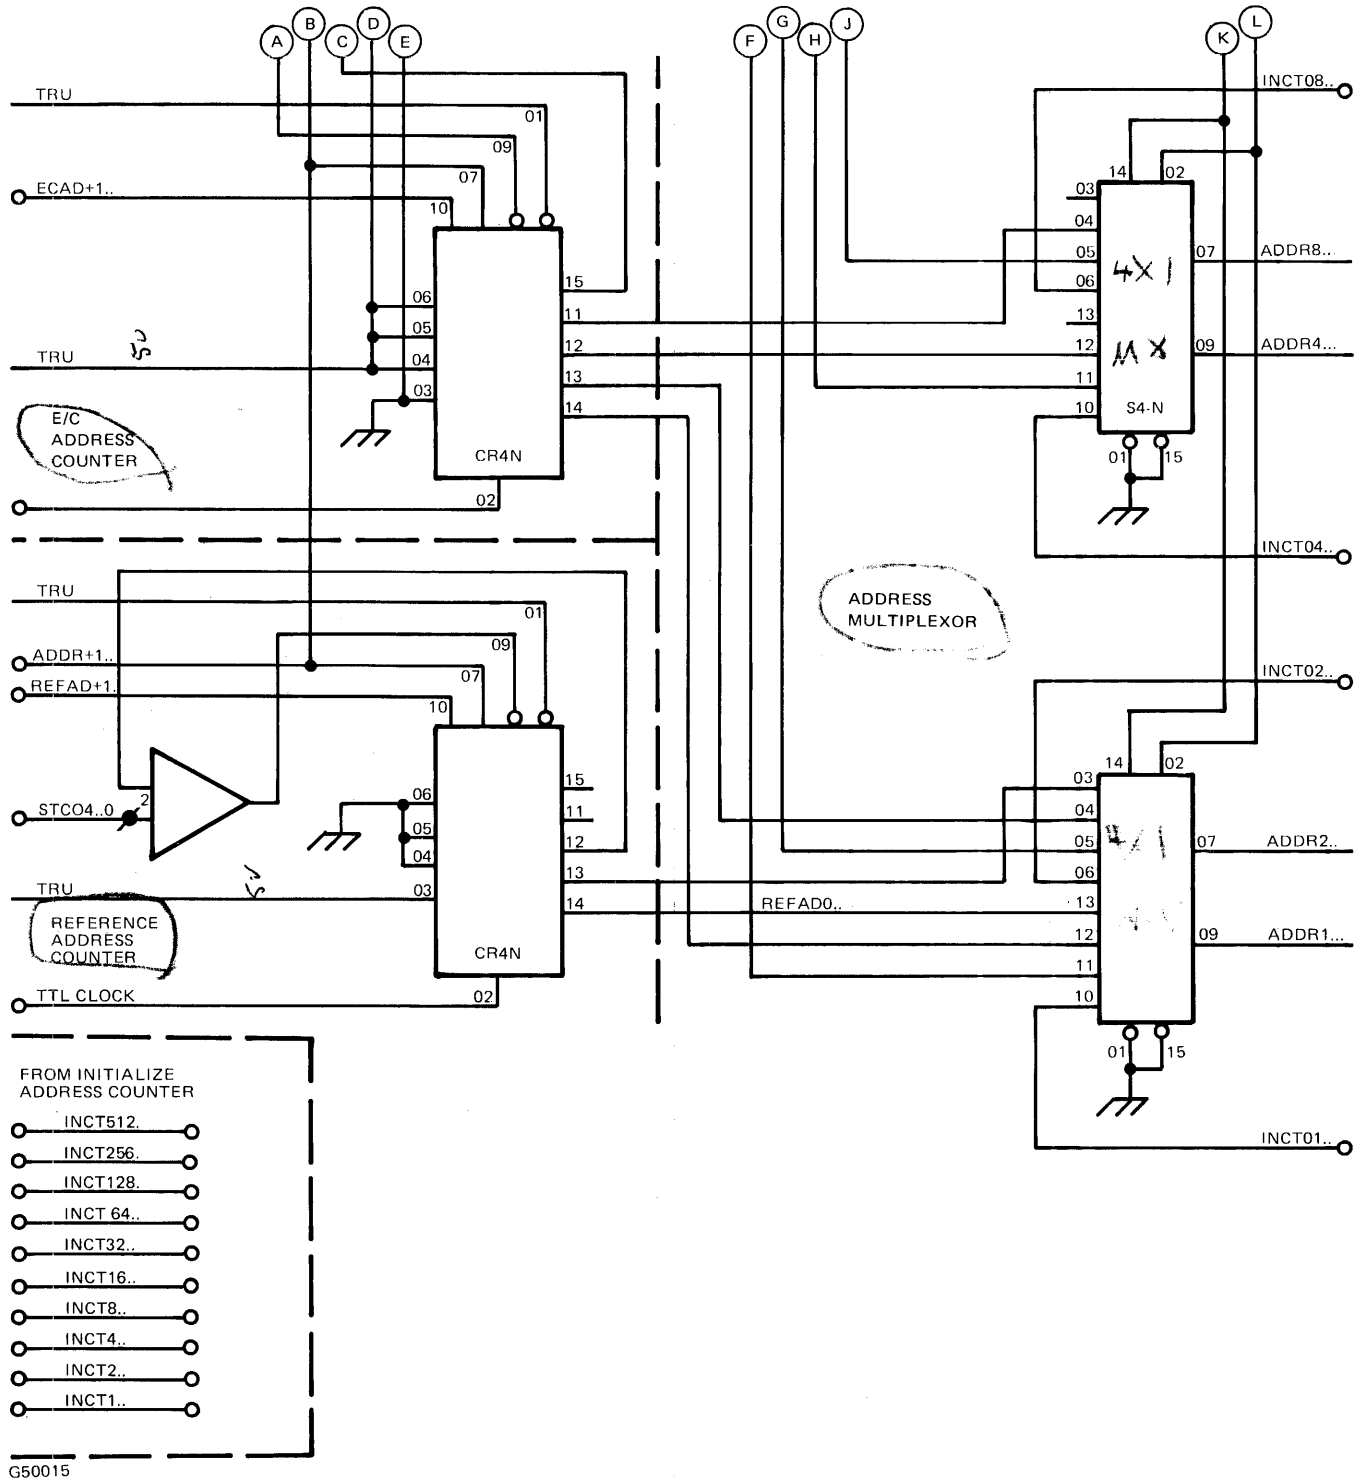 A B C D E F G H J K L
TRU
01
09
07
ECAD+1..
10
15
06
11
05
12
TRU
5V
04
13
03
14
E/C
ADDRESS
COUNTER
CR4N
02
INCT08..
14 02
03
04
05
07 ADDR8...
4X1
06
13
12
MX
09 ADDR4...
11
10
S4-N
01 15
INCT04..
TRU
01
09
ADDR+1..
07
REFAD+1.
10
ADDRESS
MULTIPLEXOR
INCT02..
2
STCO4..0
15
06
11
05
12
04
13
5V
TRU
03
14
REFAD0..
REFERENCE
ADDRESS
COUNTER
CR4N
TTL CLOCK
02
14 02
03
04
05
4X1
07 ADDR2..
06
13
12
09 ADDR1...
11
10
01 15
INCT01..
FROM INITIALIZE
ADDRESS COUNTER
INCT512.
INCT256.
INCT128.
INCT 64..
INCT32..
INCT16..
INCT8..
INCT4..
INCT2..
INCT1..
G50015